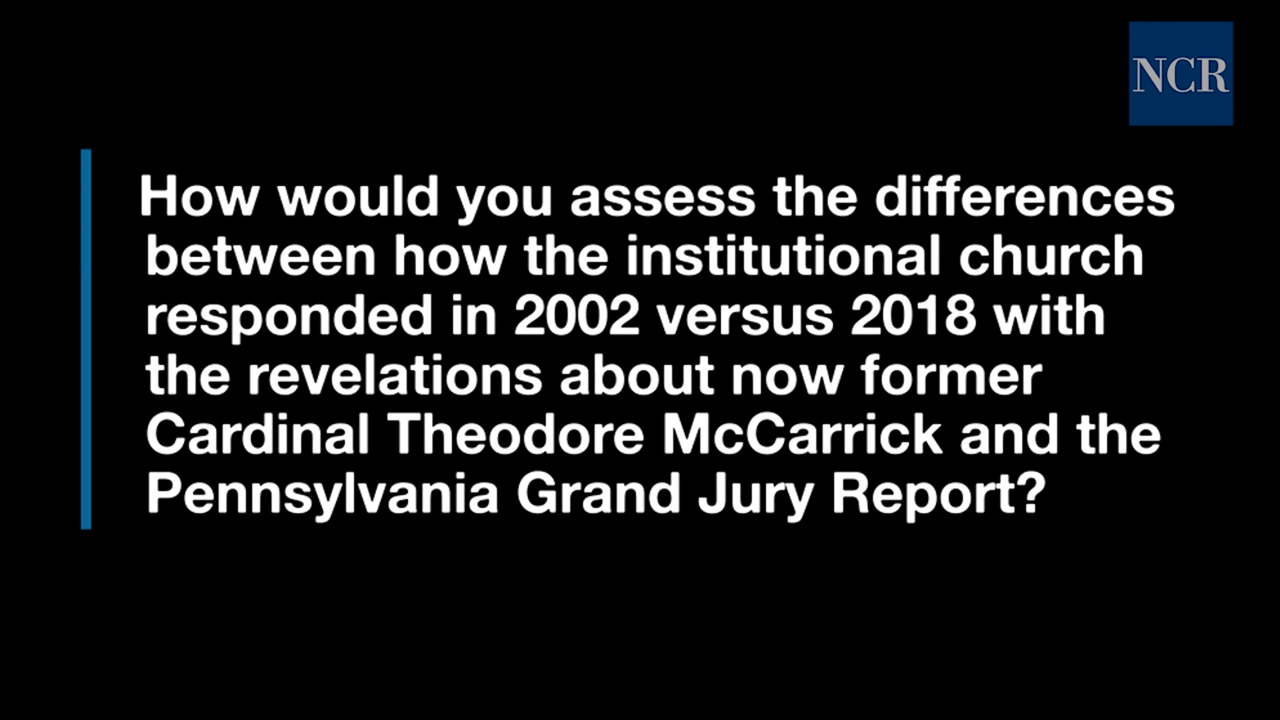 NCR
How would you assess the differences
between how the institutional church
responded in 2002 versus 2018 with
the revelations about now former
Cardinal Theodore McCarrick and the
Pennsylvania Grand Jury Report?